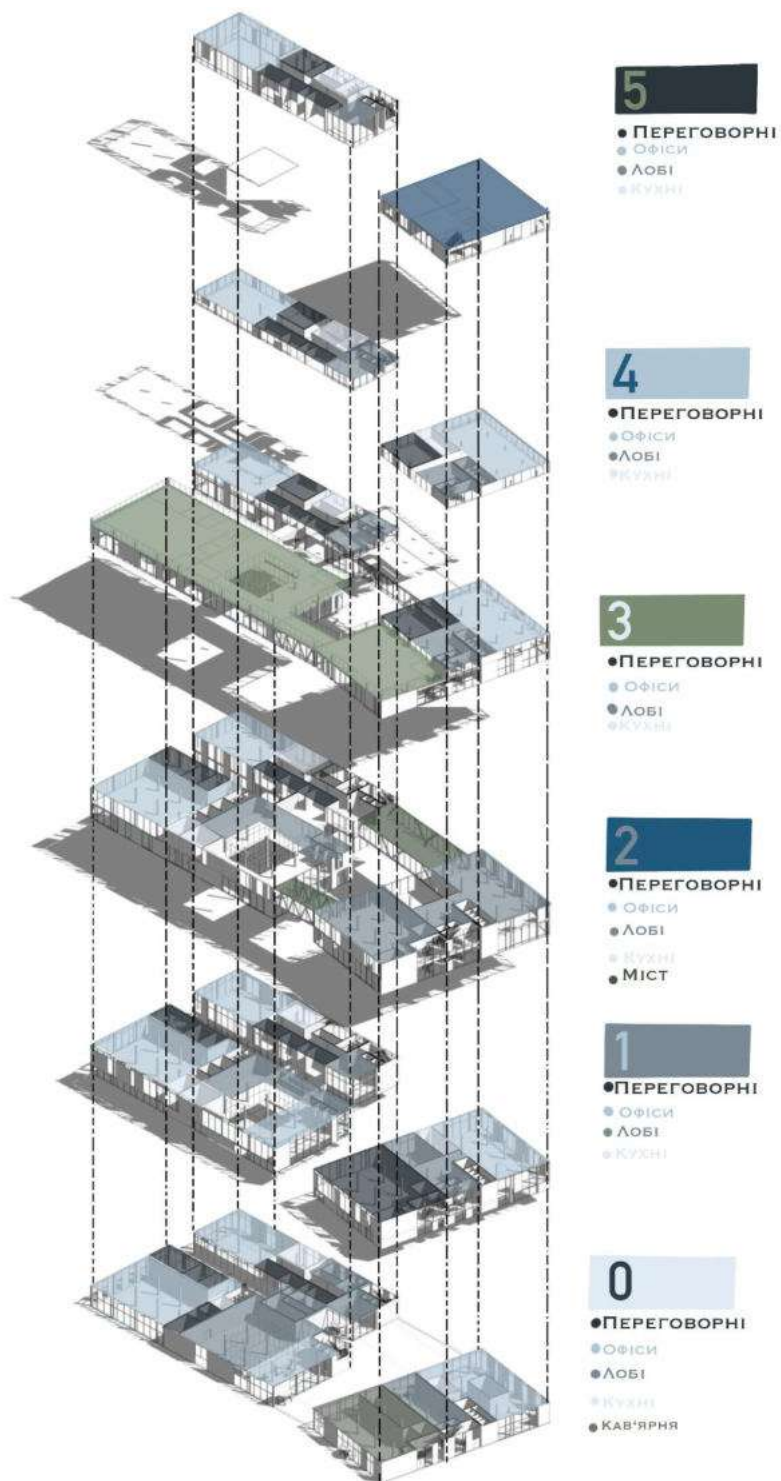 5
ПЕРЕГОВОРНІ
ОФІСИ
ЛОБІ
КУХНІ
4
ПЕРЕГОВОРНІ
ОФІСИ
ЛОБІ
КУХНІ
3
ПЕРЕГОВОРНІ
ОФІСИ
ЛОБІ
КУХНІ
2
ПЕРЕГОВОРНІ
ОФІСИ
ЛОБІ
КУХНІ
МІСТ
1
ПЕРЕГОВОРНІ
ОФІСИ
ЛОБІ
КУХНІ
0
ПЕРЕГОВОРНІ
ОФІСИ
ЛОБІ
КУХНІ
КАВ'ЯРНЯ